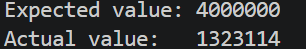 Expected value: 4000000
Actual value:   1323114